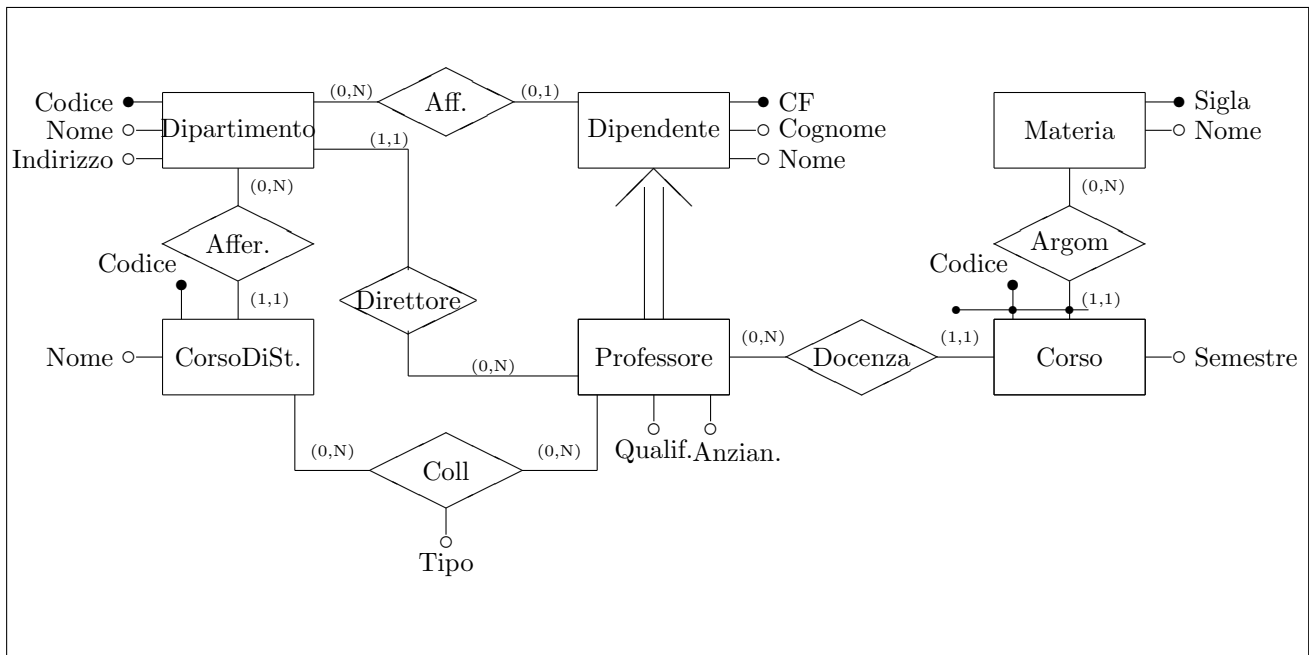 (0,N) Aff. (0,1)
Codice Dipartimento Dipendente CF Materia Sigla
Nome (1,1) Cognome Nome
Indirizzo Nome
(0,N) (0,N)
Affer. Argom
Codice Codice
(1,1) Direttore (1,1)
Nome CorsoDiSt. Professore (0,N) Docenza (1,1) Corso Semestre
(0,N)
(0,N) Coll (0,N) Qualif. Anzian.
Tipo